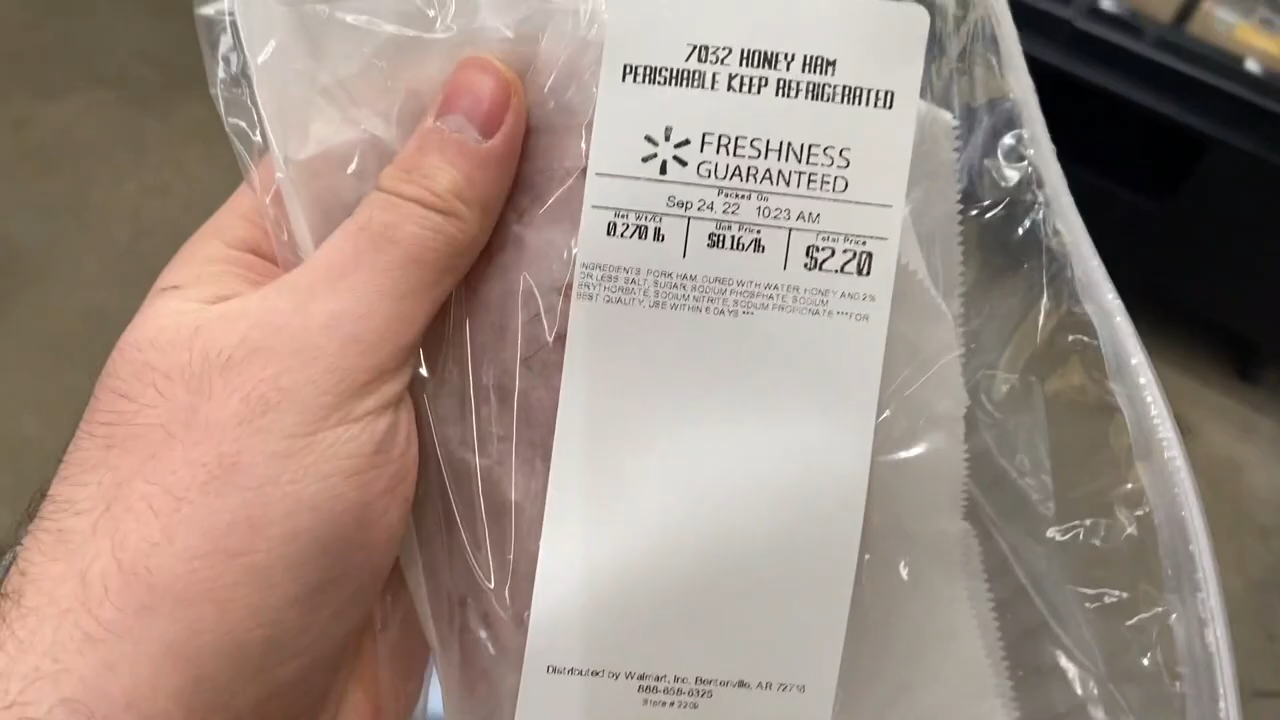 7032 HONEY HAM
PERISHABLE KEEP REFRIGERATED
FRESHNESS
GUARANTEED
Packed On
Sep 24, 22 10:23 AM
Net Wt/Ct Unit Price Total Price
0.270 lb $8.16/lb $2.20
INGREDIENTS: PORK HAM, CURED WITH WATER, HONEY AND 2%
OR LESS: SALT, SUGAR, SODIUM PHOSPHATE, SODIUM
ERYTHORBATE, SODIUM NITRITE, SODIUM PROPIONATE ***FOR
BEST QUALITY, USE WITHIN 6 DAYS ***
Distributed by Walmart, Inc. Bentonville, AR 72716
888-658-6325
Store # 2209